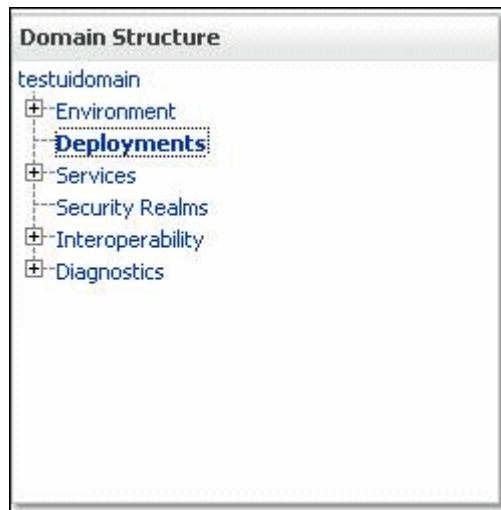 Domain Structure
testuidomain
Environment
Deployments
Services
Security Realms
Interoperability
Diagnostics